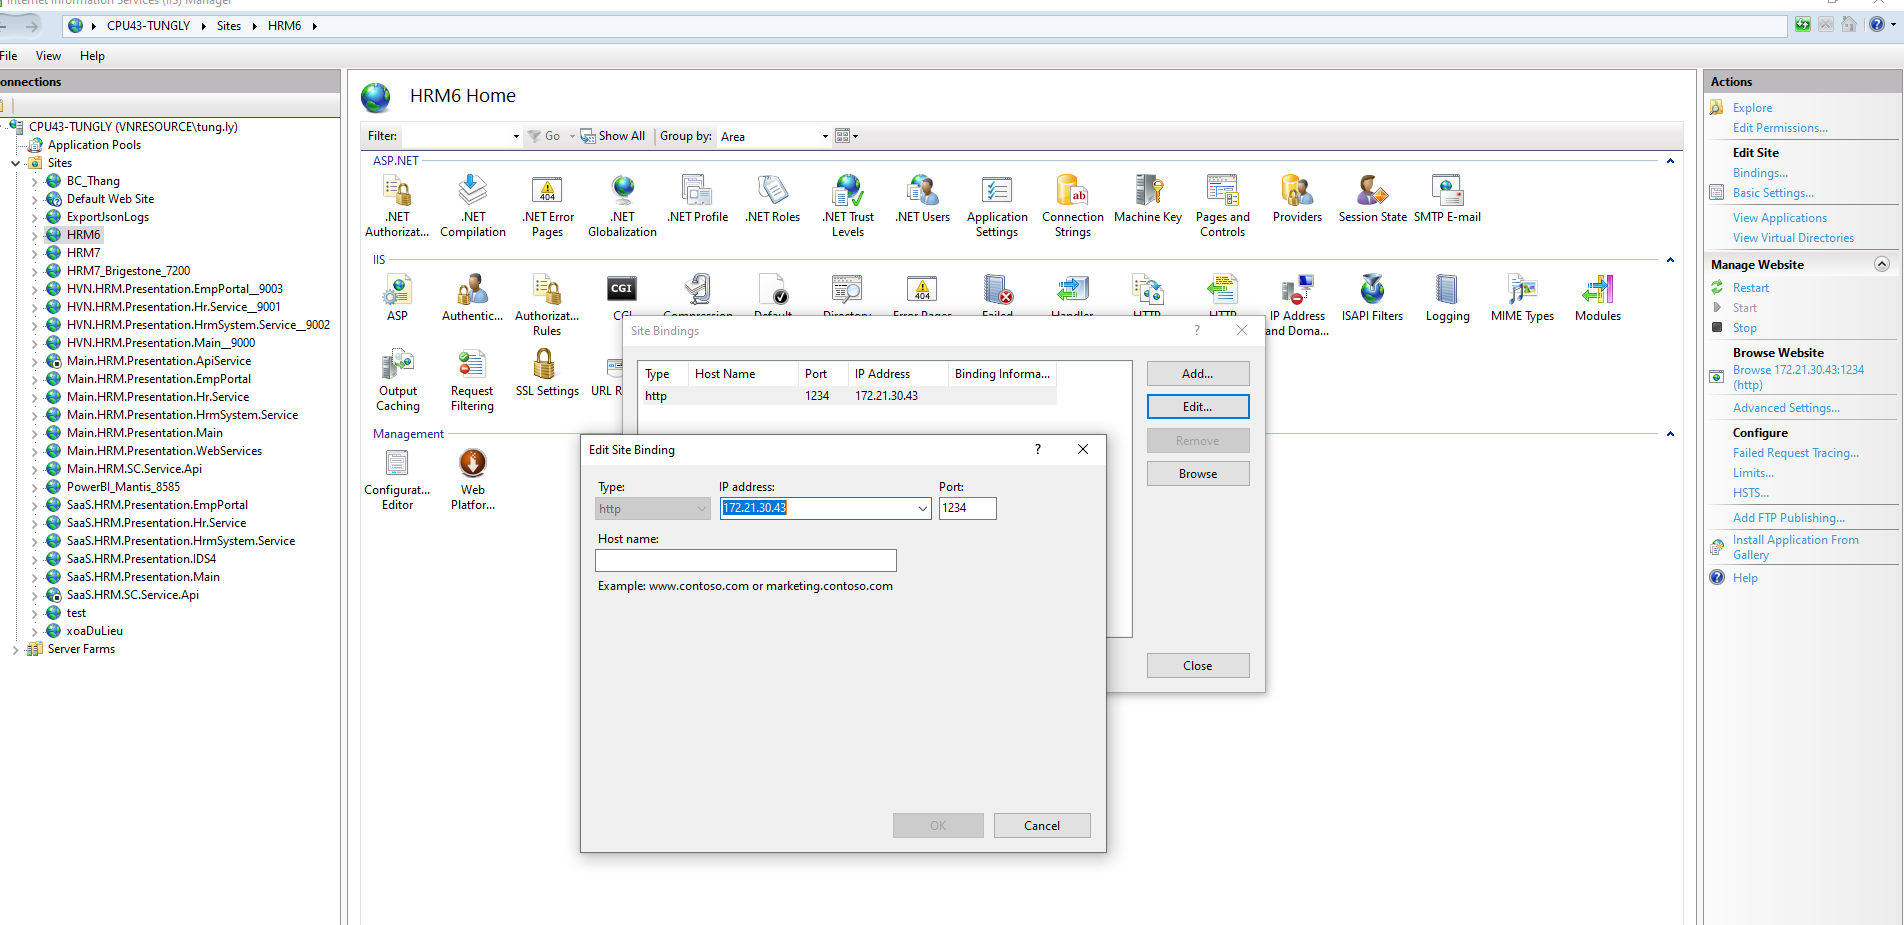 Internet Information Services (IIS) Manager
CPU43-TUNGLY
Sites
HRM6
File
View
Help
onnections
CPU43-TUNGLY (VNRESOURCE\tung.ly)
Application Pools
Sites
BC_Thang
Default Web Site
ExportJsonLogs
HRM6
HRM7
HRM7_Brigestone_7200
HVN.HRM.Presentation.EmpPortal__9003
HVN.HRM.Presentation.Hr.Service__9001
HVN.HRM.Presentation.HrmSystem.Service__9002
HVN.HRM.Presentation.Main__9000
Main.HRM.Presentation.ApiService
Main.HRM.Presentation.EmpPortal
Main.HRM.Presentation.Hr.Service
Main.HRM.Presentation.HrmSystem.Service
Main.HRM.Presentation.Main
Main.HRM.Presentation.WebServices
Main.HRM.SC.Service.Api
PowerBI_Mantis_8585
SaaS.HRM.Presentation.EmpPortal
SaaS.HRM.Presentation.Hr.Service
SaaS.HRM.Presentation.HrmSystem.Service
SaaS.HRM.Presentation.IDS4
SaaS.HRM.Presentation.Main
SaaS.HRM.SC.Service.Api
test
xoaDuLieu
Server Farms
HRM6 Home
Filter:
Go
Show All
Group by:
Area
ASP.NET
.NET Authorizat...
.NET Compilation
.NET Error Pages
.NET Globalization
.NET Profile
.NET Roles
.NET Trust Levels
.NET Users
Application Settings
Connection Strings
Machine Key
Pages and Controls
Providers
Session State
SMTP E-mail
IIS
ASP
Authentic...
Authorizat... Rules
CGI
CGI
Compression
Default
Directory
Error Pages
Failed
Handler
HTTP
HTTP
IP Address and Doma...
ISAPI Filters
Logging
MIME Types
Modules
Output Caching
Request Filtering
SSL Settings
URL R
Management
Configurat... Editor
Web Platfor...
Site Bindings
Type Host Name Port IP Address Binding Informa...
http 1234 172.21.30.43
Add...
Edit...
Remove
Browse
Close
Edit Site Binding
Type: IP address: Port:
http 172.21.30.43 1234
Host name:
Example: www.contoso.com or marketing.contoso.com
OK
Cancel
Actions
Explore
Edit Permissions...
Edit Site
Bindings...
Basic Settings...
View Applications
View Virtual Directories
Manage Website
Restart
Start
Stop
Browse Website
Browse 172.21.30.43:1234
(http)
Advanced Settings...
Configure
Failed Request Tracing...
Limits...
HSTS...
Add FTP Publishing...
Install Application From
Gallery
Help